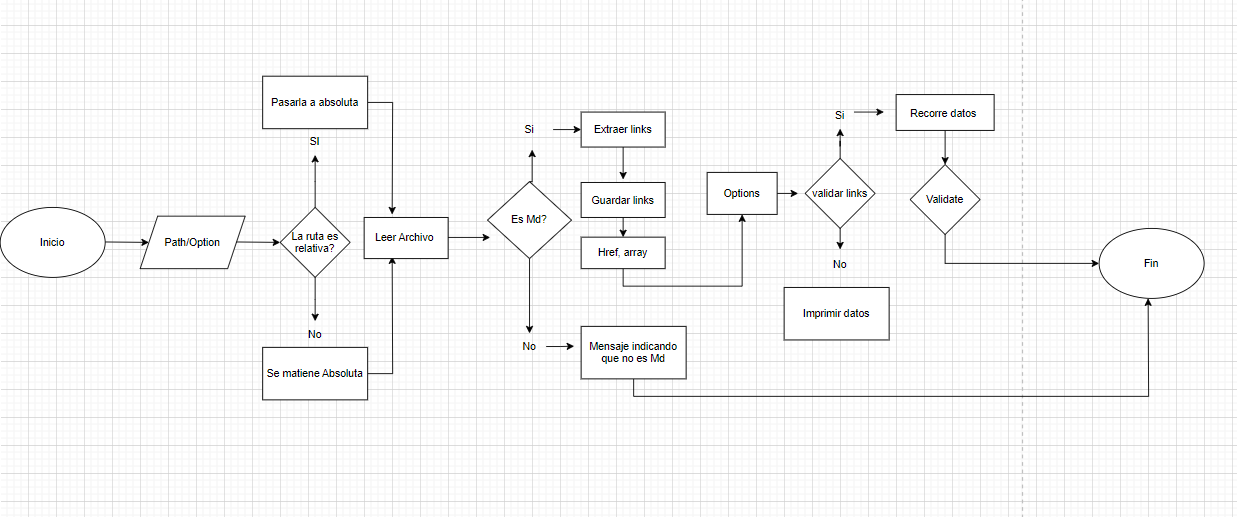 Inicio
Path/Option
La ruta es
relativa?
SI
Pasarla a absoluta
No
Se matiene Absoluta
Leer Archivo
Es Md?
Si
Extraer links
Guardar links
Href, array
No
Mensaje indicando
que no es Md
Options
validar links
Si
Recorre datos
Validate
No
Imprimir datos
Fin